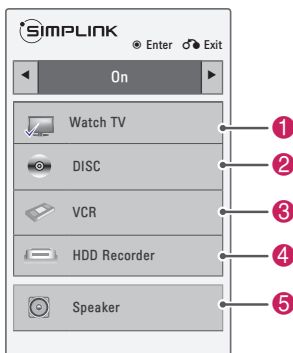 SIMPLINK
Enter Exit
On
Watch TV 1
DISC 2
VCR 3
HDD Recorder 4
Speaker 5